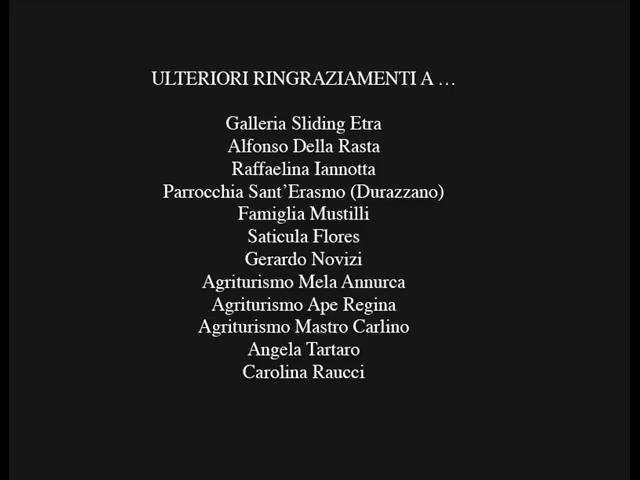 ULTERIORI RINGRAZIAMENTI A …
Galleria Sliding Etra
Alfonso Della Rasta
Raffaelina Iannotta
Parrocchia Sant’Erasmo (Durazzano)
Famiglia Mustilli
Saticula Flores
Gerardo Novizi
Agriturismo Mela Annurca
Agriturismo Ape Regina
Agriturismo Mastro Carlino
Angela Tartaro
Carolina Raucci